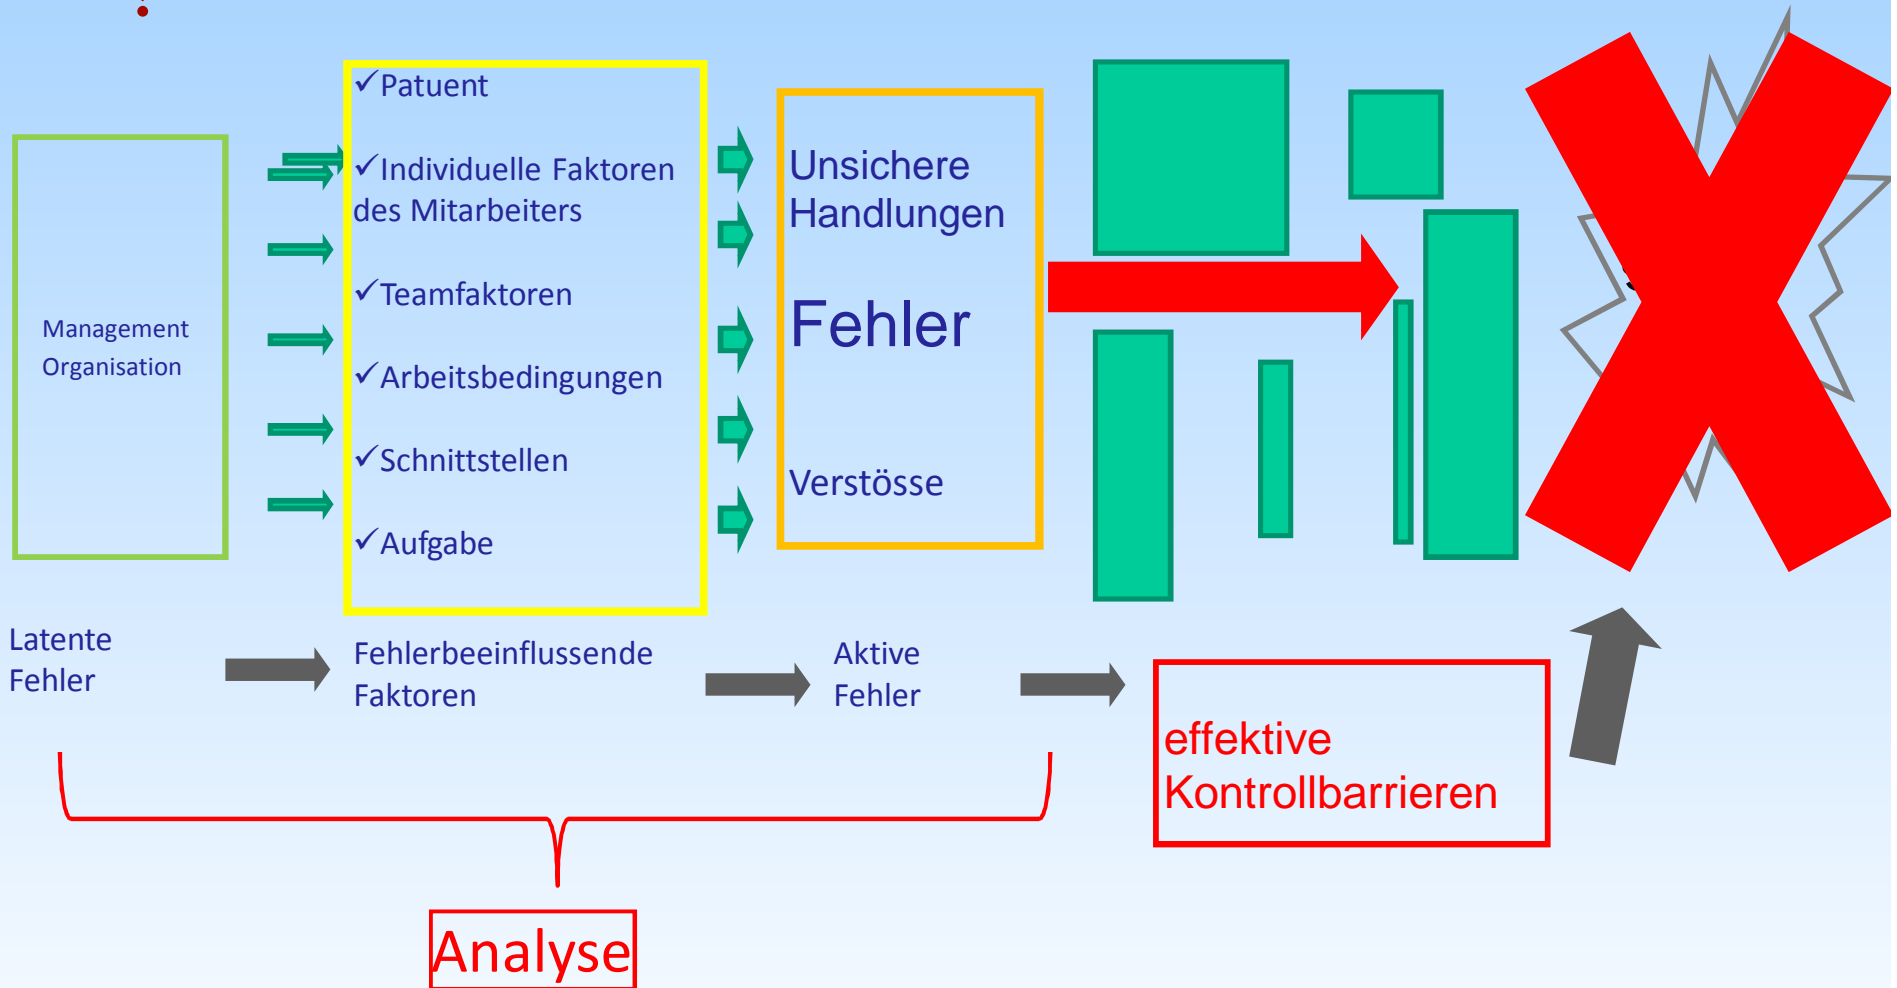 ✓Patuent
✓Individuelle Faktoren
des Mitarbeiters
✓Teamfaktoren
✓Arbeitsbedingungen
✓Schnittstellen
✓Aufgabe
Management
Organisation
Unsichere
Handlungen
Fehler
Verstösse
Latente
Fehler
Fehlerbeeinflussende
Faktoren
Aktive
Fehler
effektive
Kontrollbarrieren
Analyse